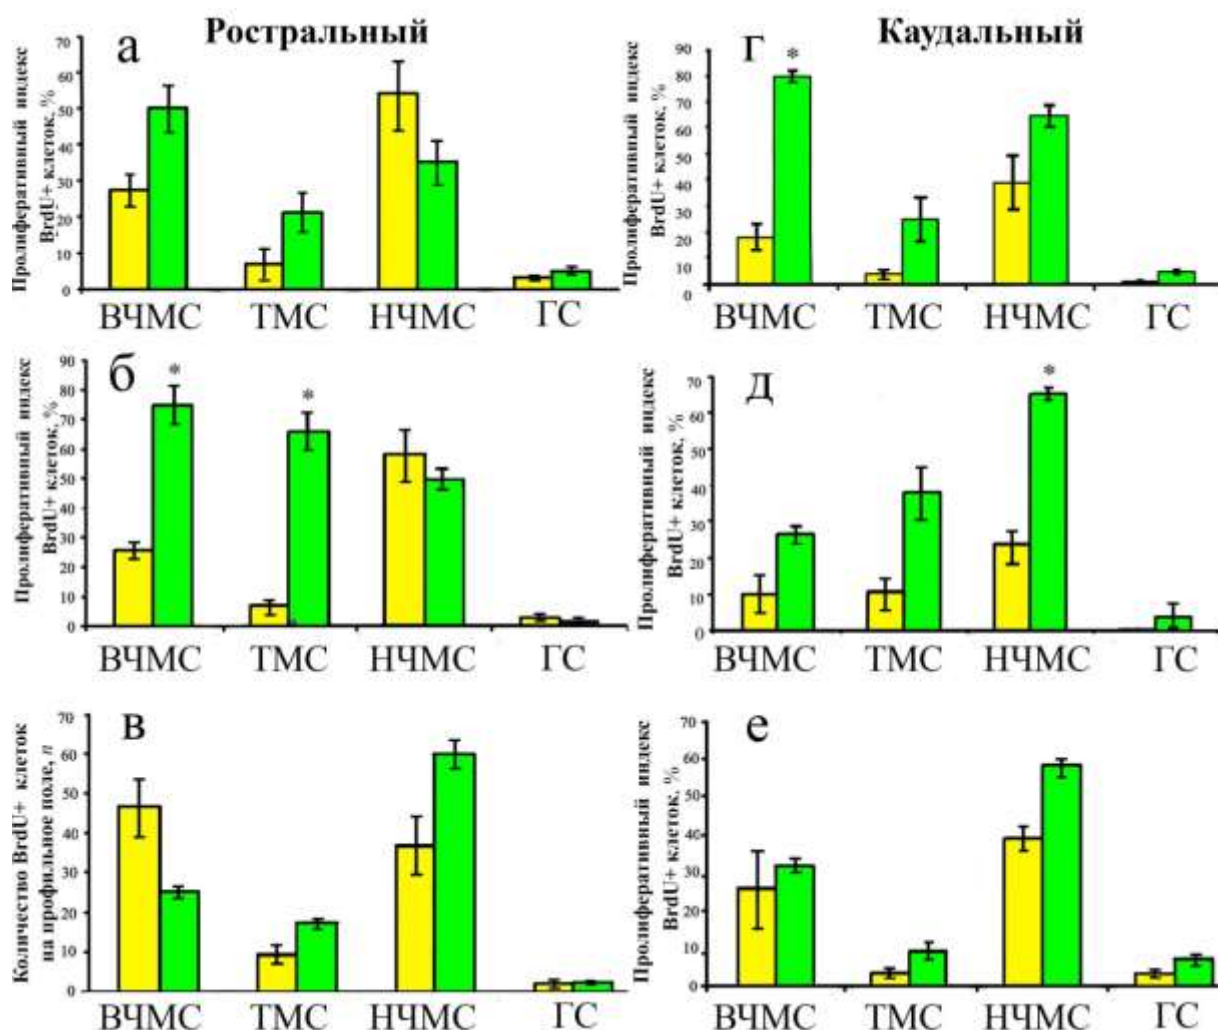 Ростральный
Каудальный
а
Пролиферативный индекс
BrdU+ клеток, %
70
60
50
40
30
20
10
0
ВЧМС ТМС НЧМС ГС
г
*
Пролиферативный индекс
BrdU+ клеток, %
90
80
70
60
50
40
30
20
10
0
ВЧМС ТМС НЧМС ГС
б
* *
Пролиферативный индекс
BrdU+ клеток, %
90
80
70
60
50
40
30
20
10
0
ВЧМС ТМС НЧМС ГС
д
*
Пролиферативный индекс
BrdU+ клеток, %
70
60
50
40
30
20
10
0
ВЧМС ТМС НЧМС ГС
в
Количество BrdU+ клеток
на профильное поле, n
70
60
50
40
30
20
10
0
ВЧМС ТМС НЧМС ГС
е
Пролиферативный индекс
BrdU+ клеток, %
70
60
50
40
30
20
10
0
ВЧМС ТМС НЧМС ГС